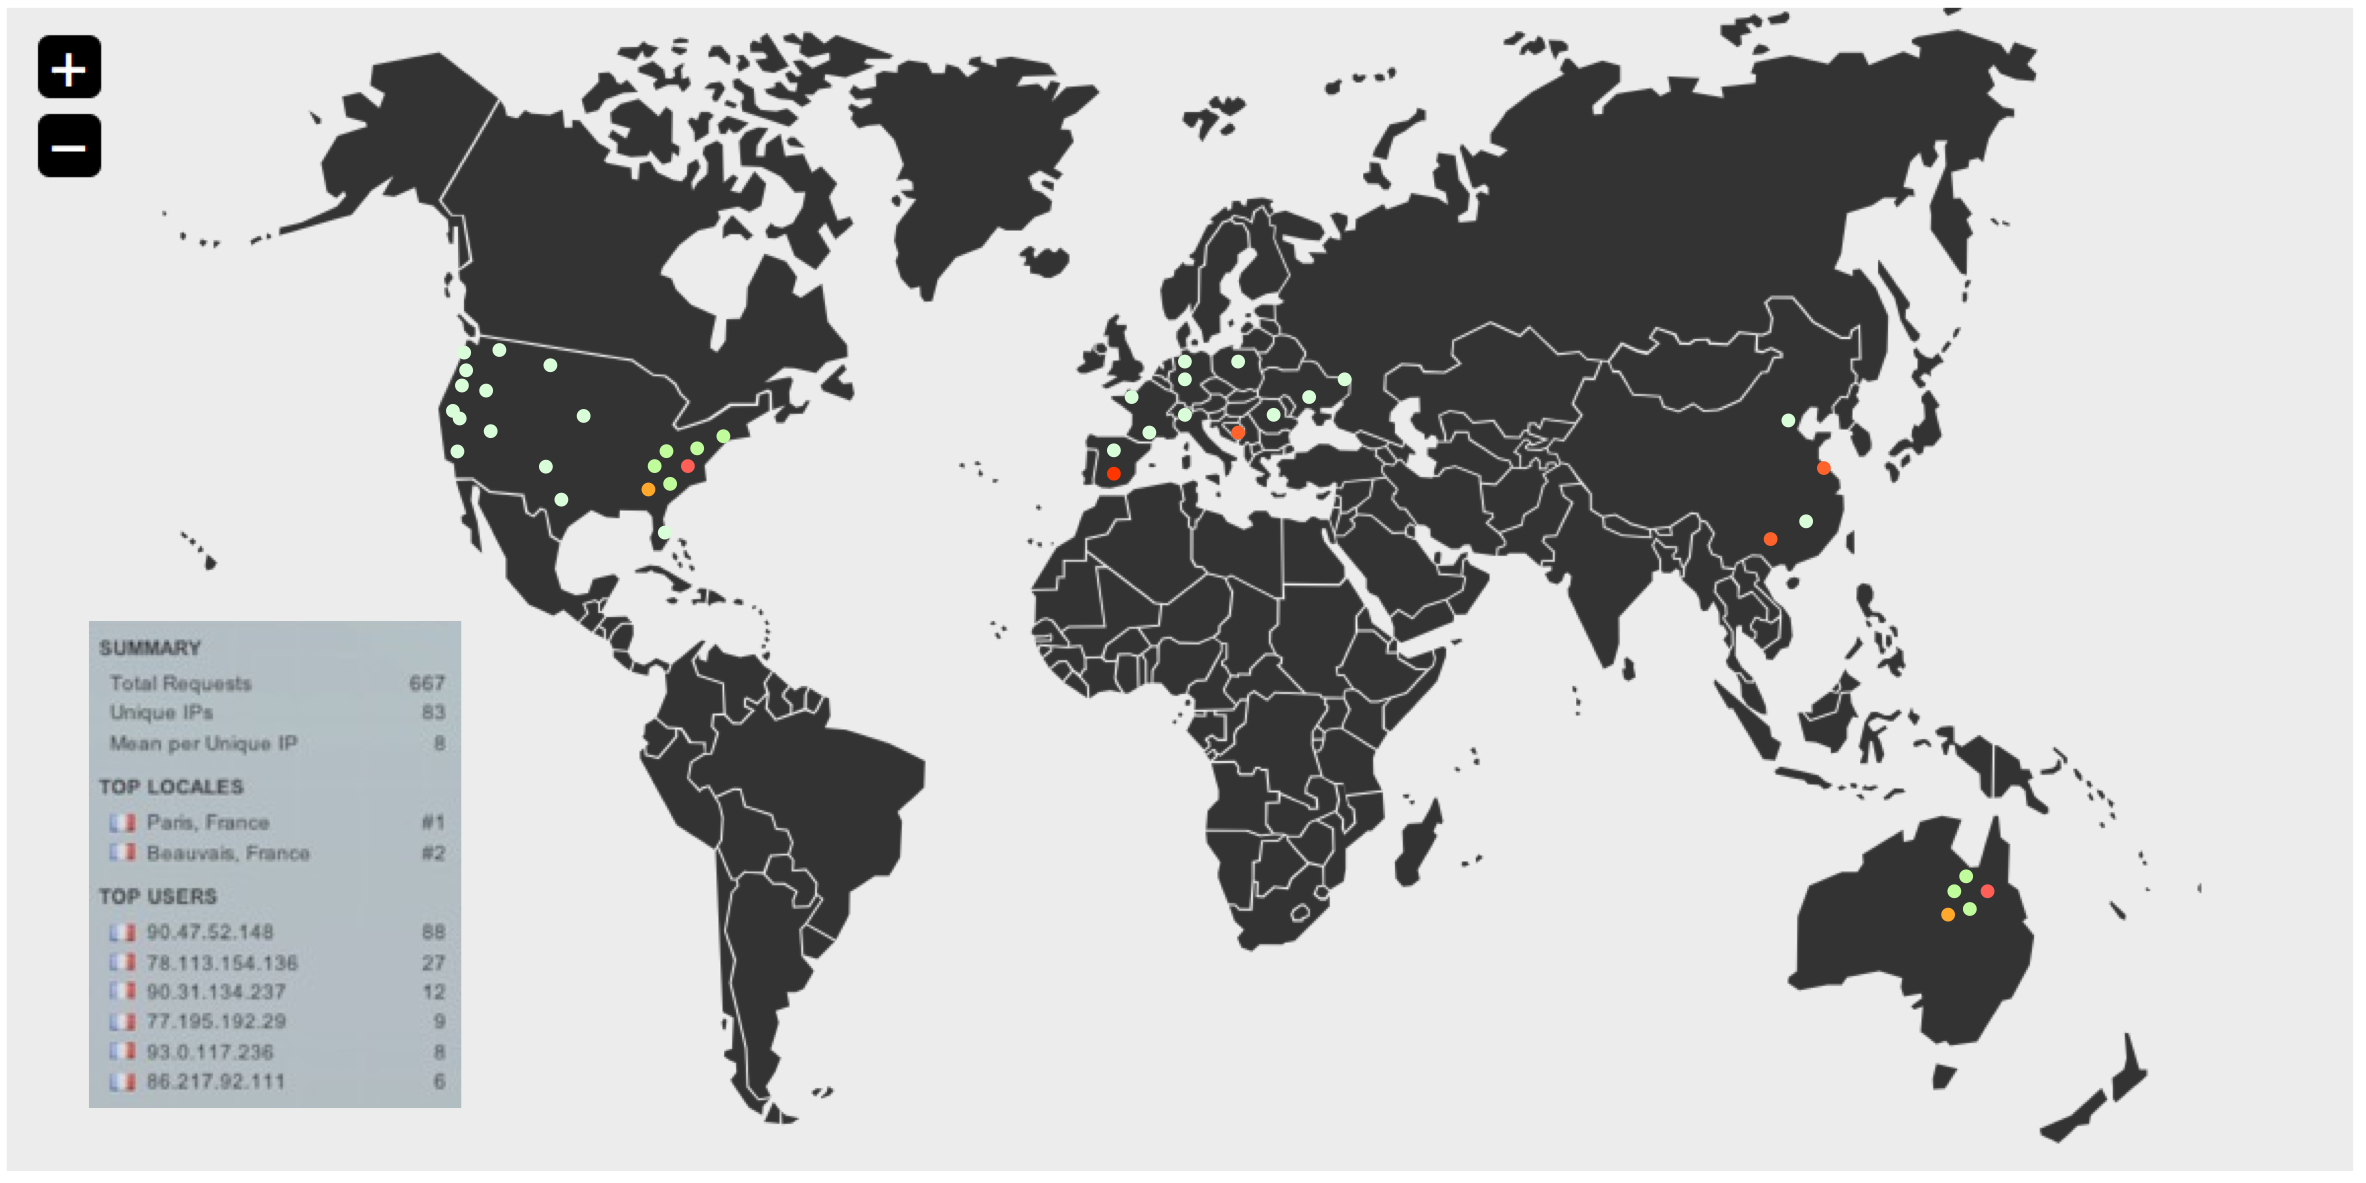 +
−
SUMMARY
Total Requests 667
Unique IPs 83
Mean per Unique IP 8
TOP LOCALES
Paris, France #1
Beauvais, France #2
TOP USERS
90.47.52.148 88
78.113.154.136 27
90.31.134.237 12
77.195.192.29 9
93.0.117.236 8
86.217.92.111 6